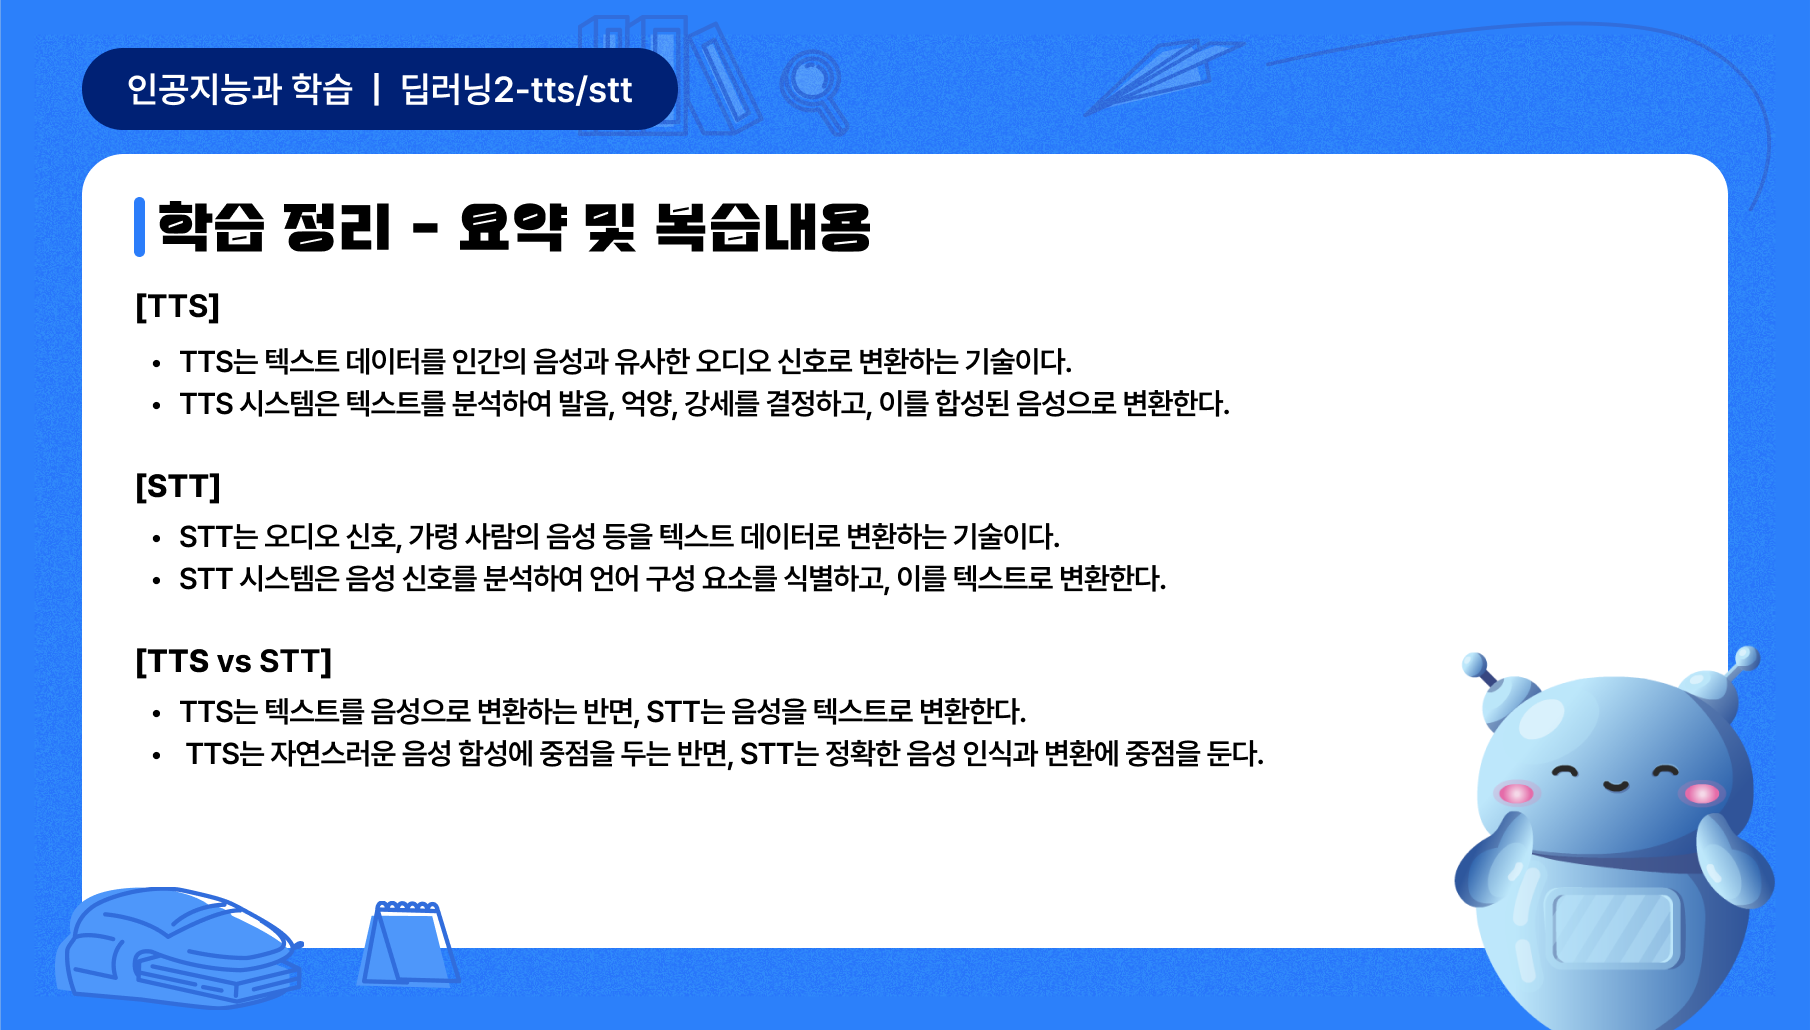 인공지능과 학습 | 딥러닝2-tts/stt
학습 정리 - 요약 및 복습내용
[TTS]
• TTS는 텍스트 데이터를 인간의 음성과 유사한 오디오 신호로 변환하는 기술이다.
• TTS 시스템은 텍스트를 분석하여 발음, 억양, 강세를 결정하고, 이를 합성된 음성으로 변환한다.
[STT]
• STT는 오디오 신호, 가령 사람의 음성 등을 텍스트 데이터로 변환하는 기술이다.
• STT 시스템은 음성 신호를 분석하여 언어 구성 요소를 식별하고, 이를 텍스트로 변환한다.
[TTS vs STT]
• TTS는 텍스트를 음성으로 변환하는 반면, STT는 음성을 텍스트로 변환한다.
• TTS는 자연스러운 음성 합성에 중점을 두는 반면, STT는 정확한 음성 인식과 변환에 중점을 둔다.